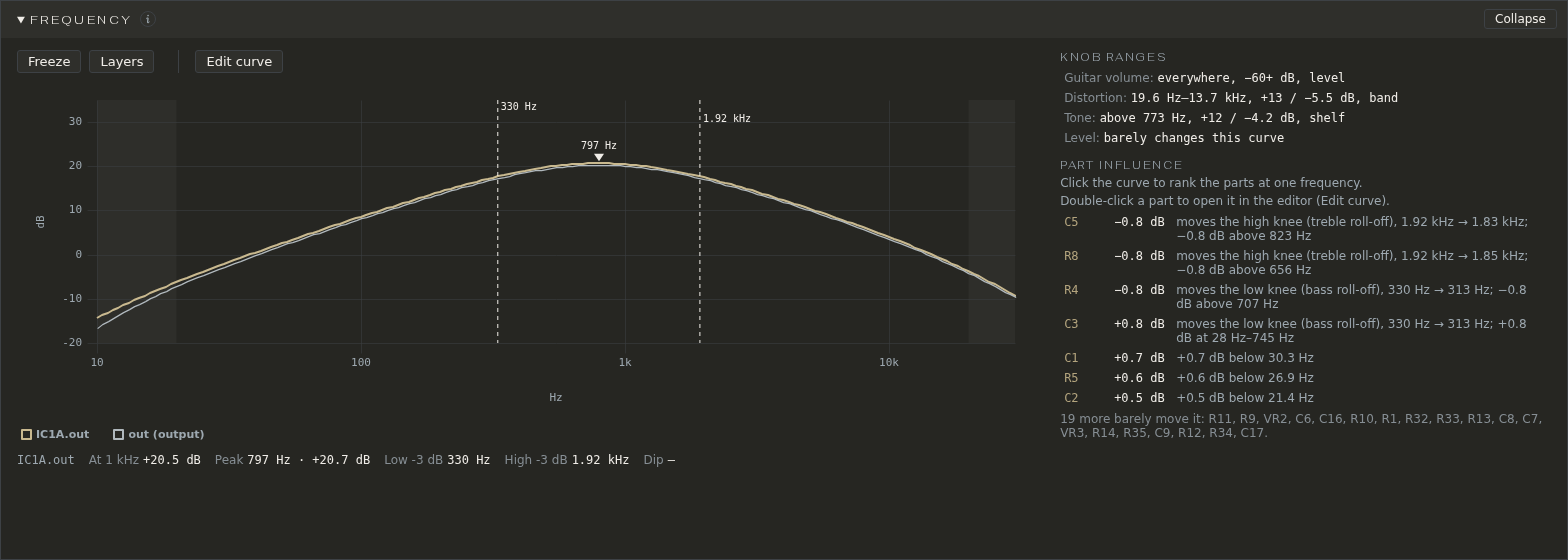 ▼ FREQUENCY i
Collapse
Freeze Layers Edit curve
330 Hz
1.92 kHz
797 Hz
30
20
10
0
-10
-20
dB
10 100 1k 10k
Hz
IC1A.out out (output)
IC1A.out At 1 kHz +20.5 dB Peak 797 Hz · +20.7 dB Low -3 dB 330 Hz High -3 dB 1.92 kHz Dip —
KNOB RANGES
Guitar volume: everywhere, −60+ dB, level
Distortion: 19.6 Hz–13.7 kHz, +13 / −5.5 dB, band
Tone: above 773 Hz, +12 / −4.2 dB, shelf
Level: barely changes this curve
PART INFLUENCE
Click the curve to rank the parts at one frequency.
Double-click a part to open it in the editor (Edit curve).
C5 −0.8 dB moves the high knee (treble roll-off), 1.92 kHz → 1.83 kHz;
−0.8 dB above 823 Hz
R8 −0.8 dB moves the high knee (treble roll-off), 1.92 kHz → 1.85 kHz;
−0.8 dB above 656 Hz
R4 −0.8 dB moves the low knee (bass roll-off), 330 Hz → 313 Hz; −0.8
dB above 707 Hz
C3 +0.8 dB moves the low knee (bass roll-off), 330 Hz → 313 Hz; +0.8
dB at 28 Hz–745 Hz
C1 +0.7 dB +0.7 dB below 30.3 Hz
R5 +0.6 dB +0.6 dB below 26.9 Hz
C2 +0.5 dB +0.5 dB below 21.4 Hz
19 more barely move it: R11, R9, VR2, C6, C16, R10, R1, R32, R33, R13, C8, C7,
VR3, R14, R35, C9, R12, R34, C17.